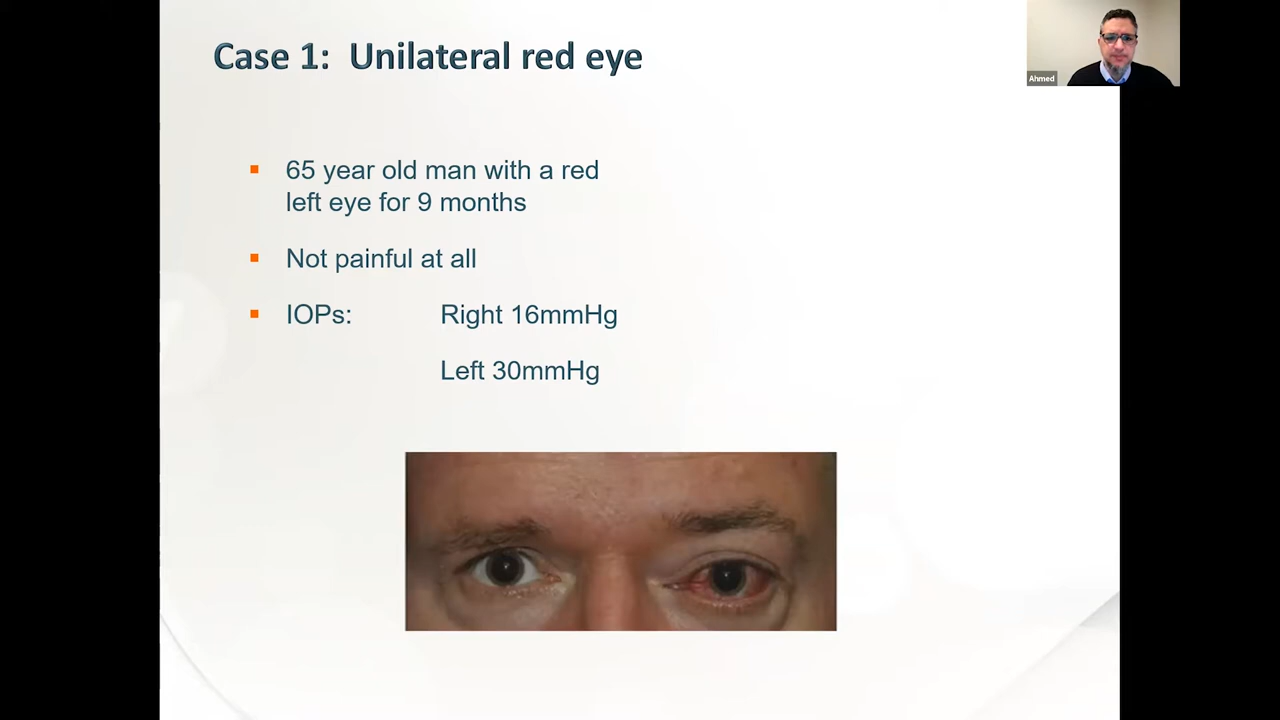 Case 1: Unilateral red eye
Ahmed
65 year old man with a red
left eye for 9 months
Not painful at all
IOPs: Right 16mmHg
Left 30mmHg